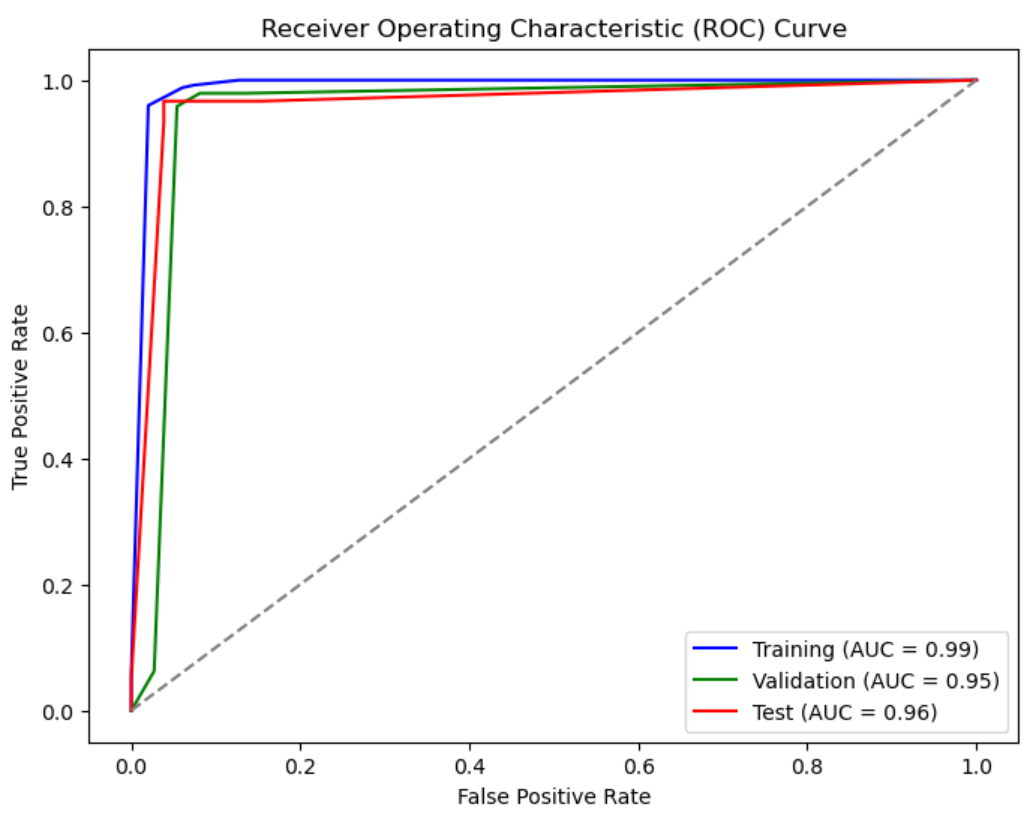 Receiver Operating Characteristic (ROC) Curve
True Positive Rate
1.0
0.8
0.6
0.4
0.2
0.0
0.0 0.2 0.4 0.6 0.8 1.0
False Positive Rate
Training (AUC = 0.99)
Validation (AUC = 0.95)
Test (AUC = 0.96)